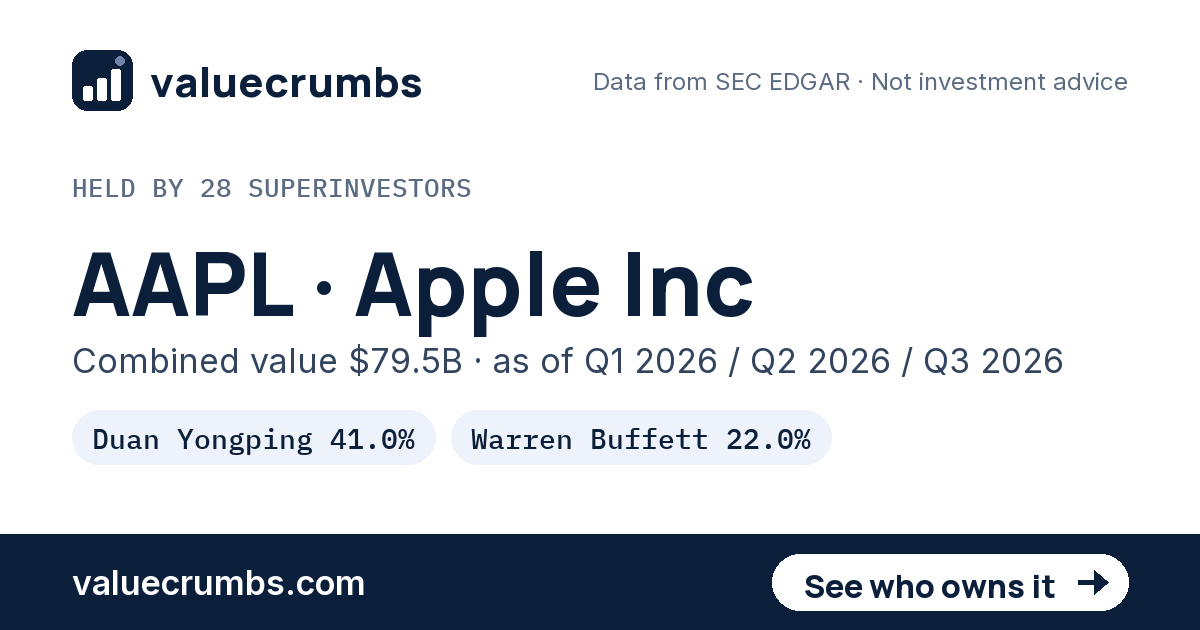 valuecrumbs
Data from SEC EDGAR · Not investment advice
HELD BY 28 SUPERINVESTORS
AAPL · Apple Inc
Combined value $79.5B · as of Q1 2026 / Q2 2026 / Q3 2026
Duan Yongping 41.0%
Warren Buffett 22.0%
valuecrumbs.com
See who owns it →